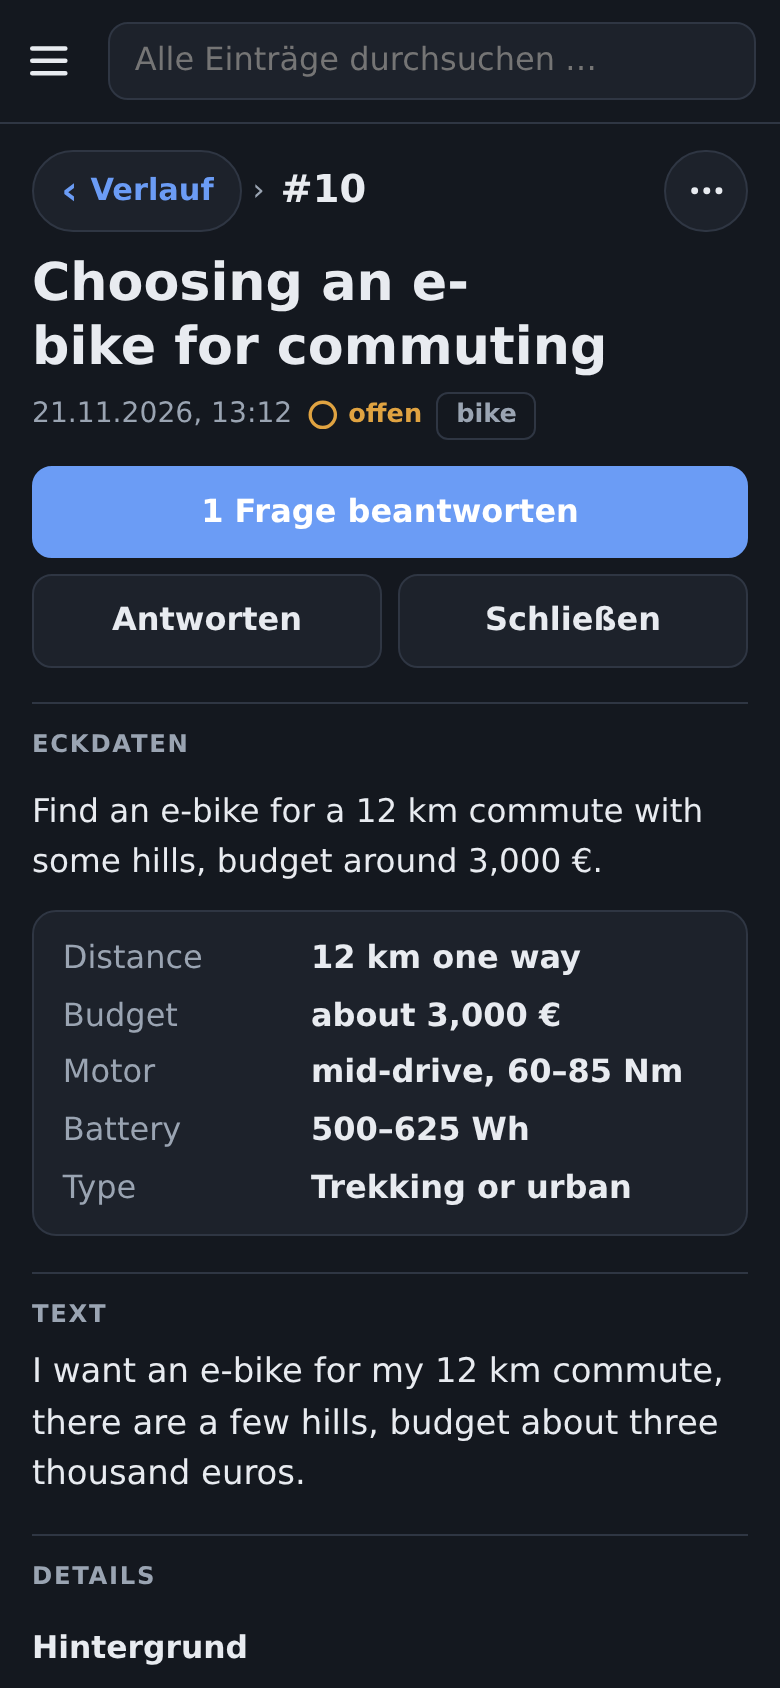 Alle Einträge durchsuchen …
‹ Verlauf › #10 •••
Choosing an e-
bike for commuting
21.11.2026, 13:12 offen bike
1 Frage beantworten
Antworten Schließen
ECKDATEN
Find an e-bike for a 12 km commute with
some hills, budget around 3,000 €.
Distance 12 km one way
Budget about 3,000 €
Motor mid-drive, 60–85 Nm
Battery 500–625 Wh
Type Trekking or urban
TEXT
I want an e-bike for my 12 km commute,
there are a few hills, budget about three
thousand euros.
DETAILS
Hintergrund